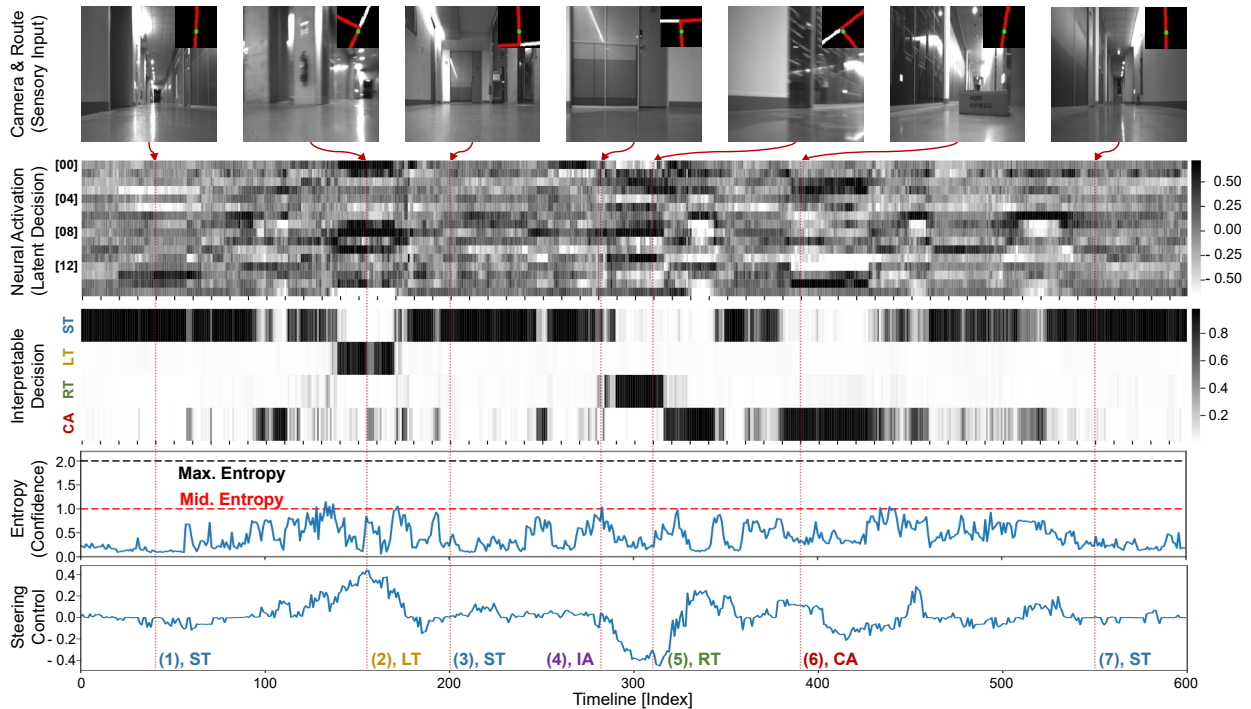 Camera & Route
(Sensory Input)
Neural Activation
(Latent Decision)
[00]
[04]
[08]
[12]
0.50
0.25
0.00
- 0.25
- 0.50
Interpretable
Decision
ST
LT
RT
CA
0.8
0.6
0.4
0.2
Entropy
(Confidence)
2.0
1.5
1.0
0.5
0.0
Max. Entropy
Mid. Entropy
Steering
Control
0.4
0.2
0.0
- 0.2
- 0.4
(1), ST
(2), LT
(3), ST
(4), IA
(5), RT
(6), CA
(7), ST
0 100 200 300 400 500 600
Timeline [Index]